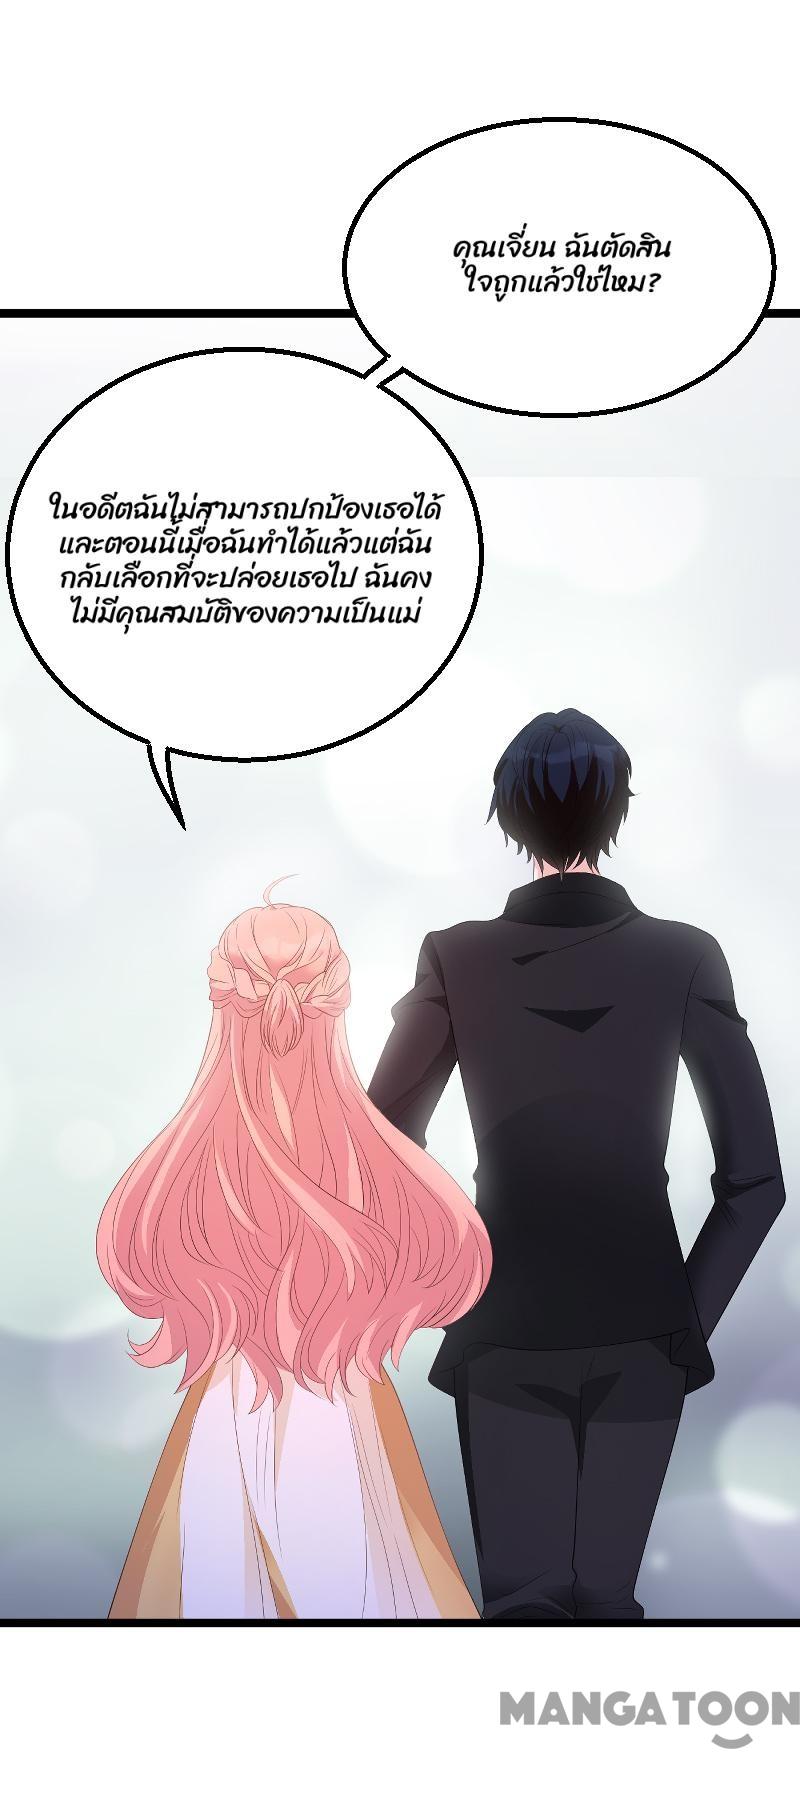 คุณเจี่ยน ฉันตัดสิน
ใจถูกแล้วใช่ไหม?
ในอดีตฉันไม่สามารถปกป้องเธอได้
และตอนนี้เมื่อฉันทำได้แล้วแต่ฉัน
กลับเลือกที่จะปล่อยเธอไป ฉันคง
ไม่มีคุณสมบัติของความเป็นแม่
MANGATOON